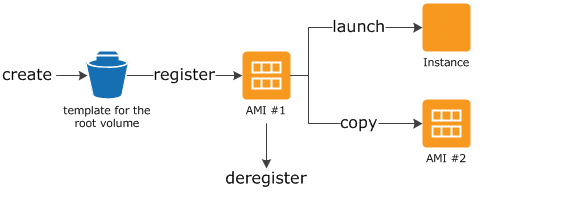 create
template for the
root volume
register
AMI #1
deregister
launch
Instance
copy
AMI #2